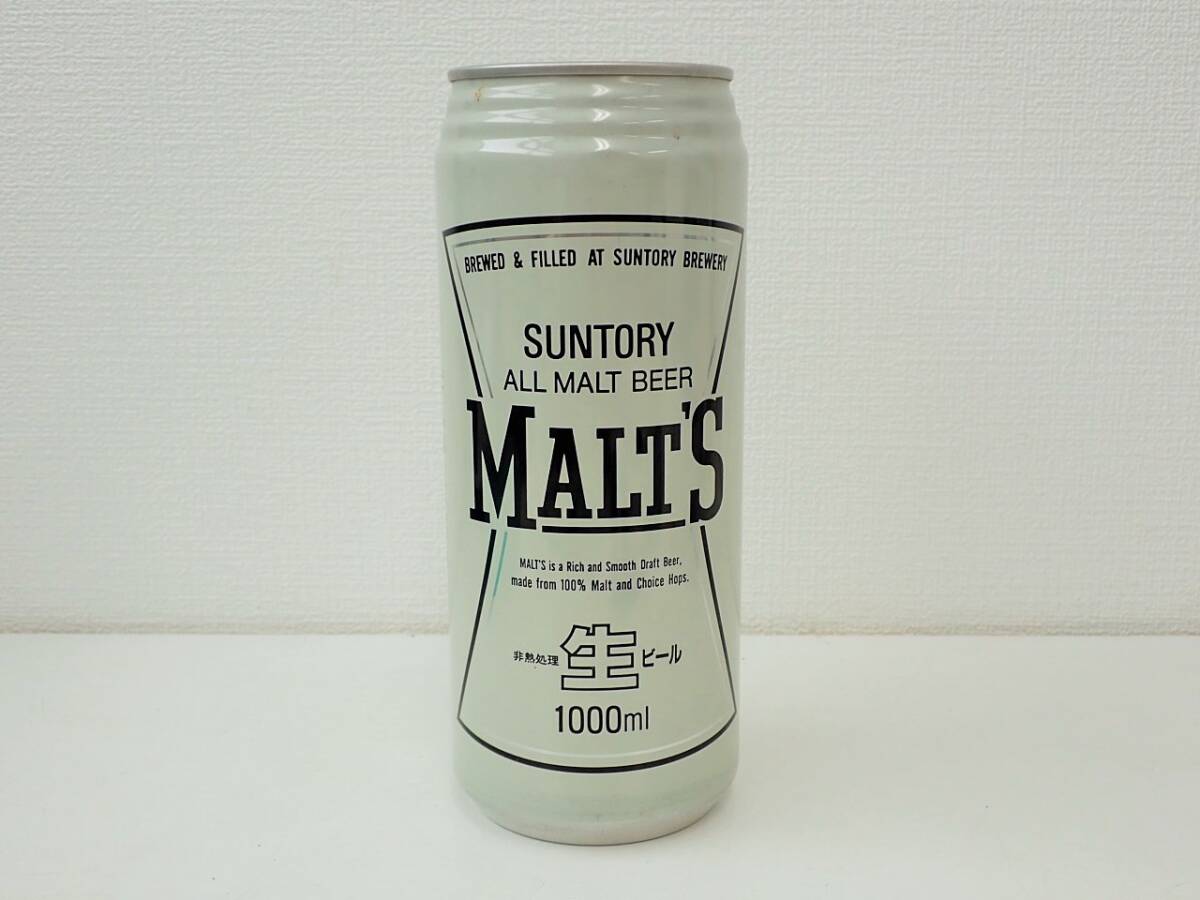 BREWED & FILLED AT SUNTORY BREWERY
SUNTORY
ALL MALT BEER
MALT'S
MALT'S is a Rich and Smooth Draft Beer,
made from 100% Malt and Choice Hops.
非熱処理 生 ビール
1000ml